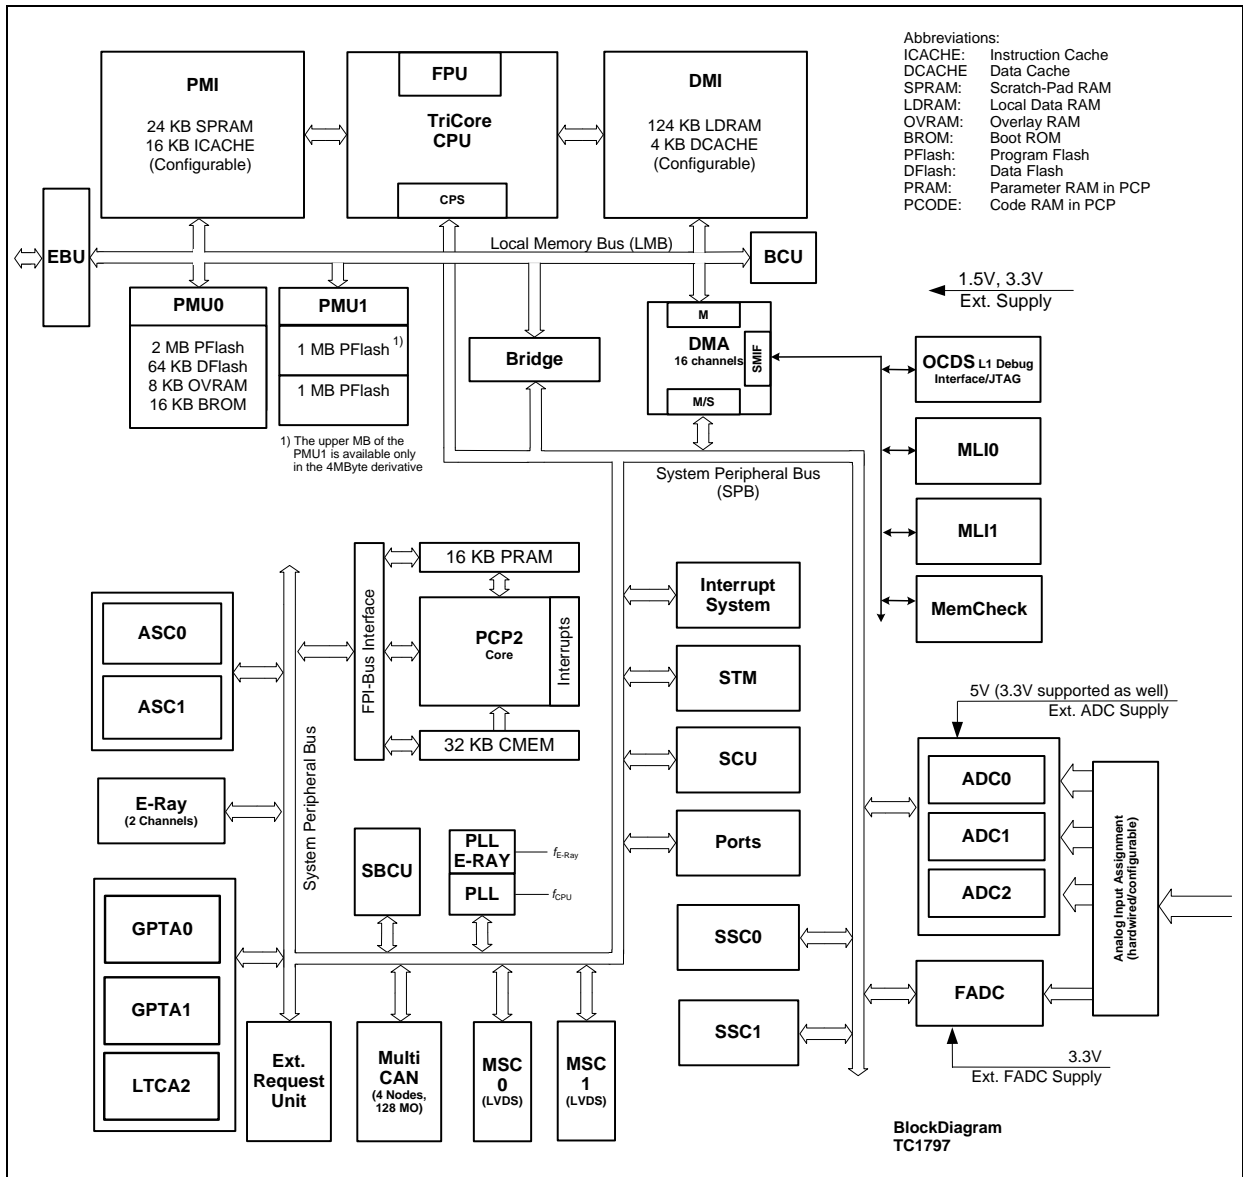 Abbreviations:
ICACHE: Instruction Cache
DCACHE Data Cache
SPRAM: Scratch-Pad RAM
LDRAM: Local Data RAM
OVRAM: Overlay RAM
BROM: Boot ROM
PFlash: Program Flash
DFlash: Data Flash
PRAM: Parameter RAM in PCP
PCODE: Code RAM in PCP
PMI
24 KB SPRAM
16 KB ICACHE
(Configurable)
FPU
TriCore
CPU
CPS
DMI
124 KB LDRAM
4 KB DCACHE
(Configurable)
EBU
Local Memory Bus (LMB)
BCU
1.5V, 3.3V
Ext. Supply
PMU0
2 MB PFlash
64 KB DFlash
8 KB OVRAM
16 KB BROM
PMU1
1 MB PFlash 1)
1 MB PFlash
1) The upper MB of the
PMU1 is available only
in the 4MByte derivative
Bridge
M
DMA
16 channels
SMIF
M/S
OCDS L1 Debug
Interface/JTAG
MLI0
MLI1
MemCheck
System Peripheral Bus
(SPB)
ASC0
ASC1
E-Ray
(2 Channels)
GPTA0
GPTA1
LTCA2
System Peripheral Bus
FPI-Bus Interface
16 KB PRAM
PCP2
Core
Interrupts
32 KB CMEM
SBCU
PLL
E-RAY
PLL
fE-Ray
fCPU
Ext.
Request
Unit
Multi
CAN
(4 Nodes,
128 MO)
MSC
0
(LVDS)
MSC
1
(LVDS)
Interrupt
System
STM
SCU
Ports
SSC0
SSC1
5V (3.3V supported as well)
Ext. ADC Supply
ADC0
ADC1
ADC2
FADC
Analog Input Assignment
(hardwired/configurable)
3.3V
Ext. FADC Supply
BlockDiagram
TC1797